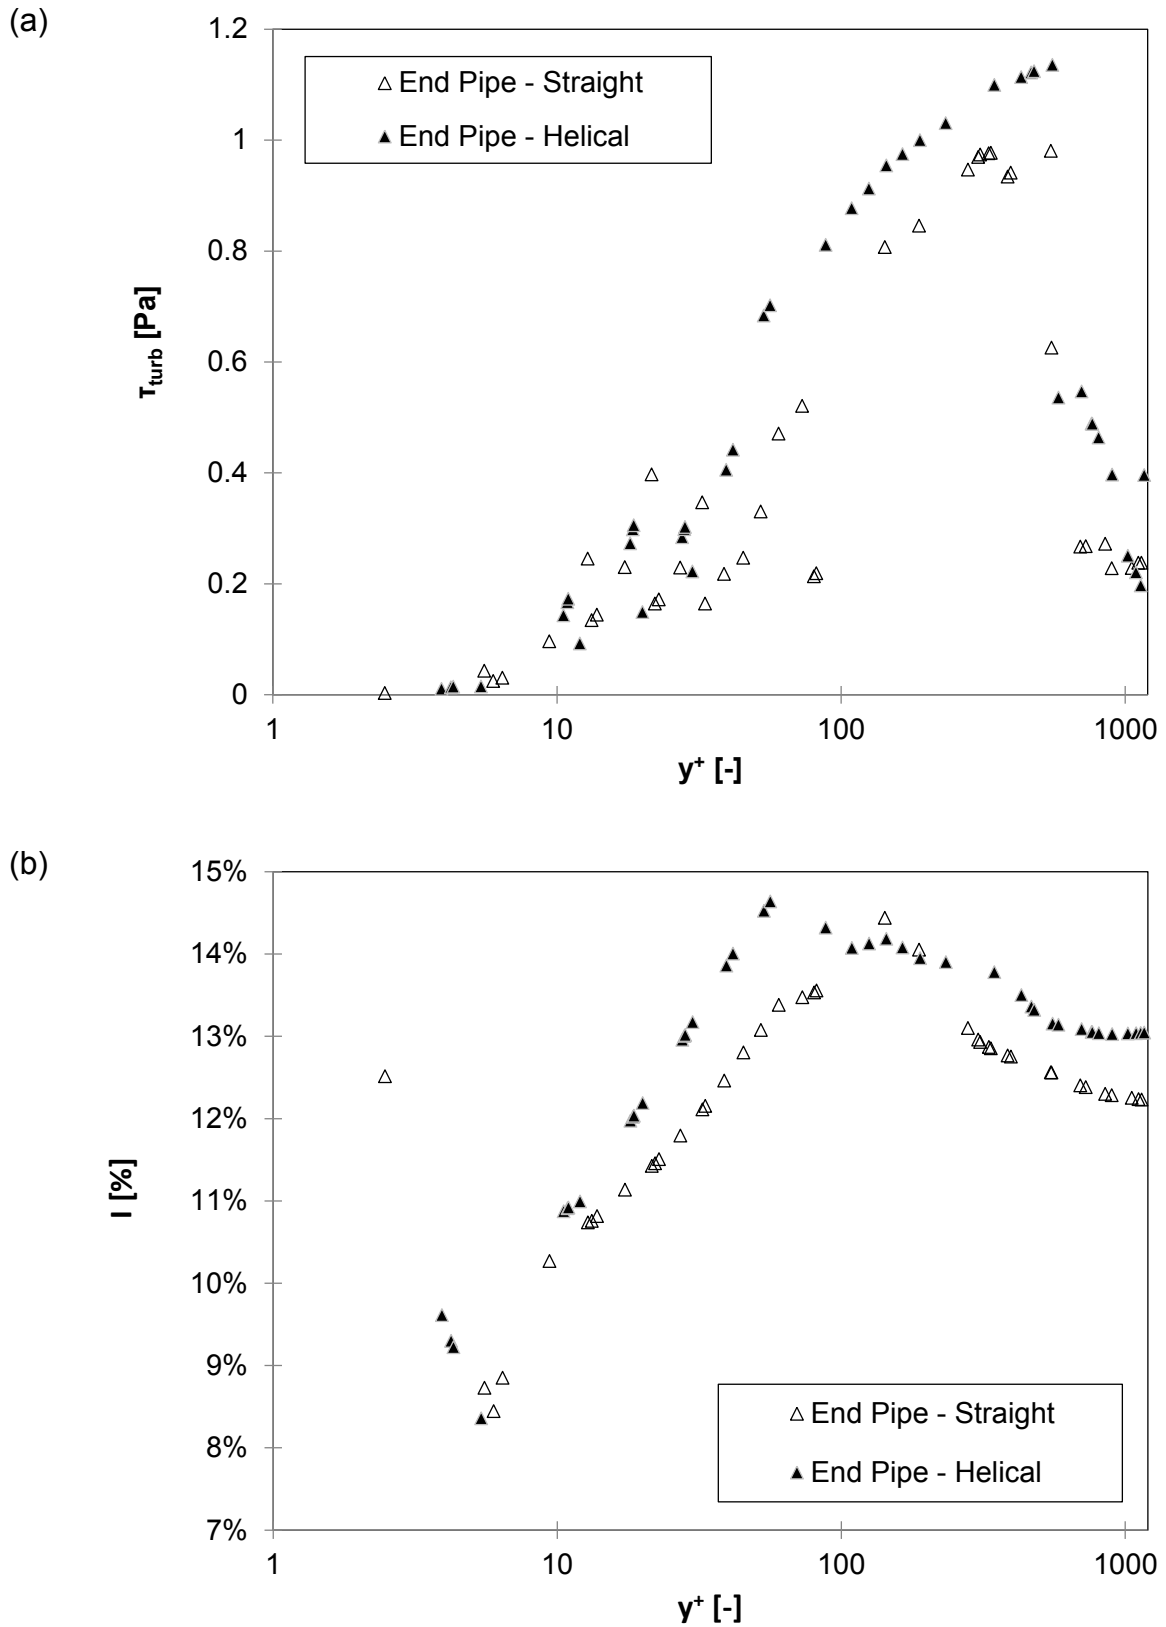 (a)
1.2
1
0.8
0.6
0.4
0.2
0
τturb [Pa]
End Pipe - Straight
End Pipe - Helical
1 10 100 1000
y+ [-]
(b)
15%
14%
13%
12%
11%
10%
9%
8%
7%
I [%]
End Pipe - Straight
End Pipe - Helical
1 10 100 1000
y+ [-]